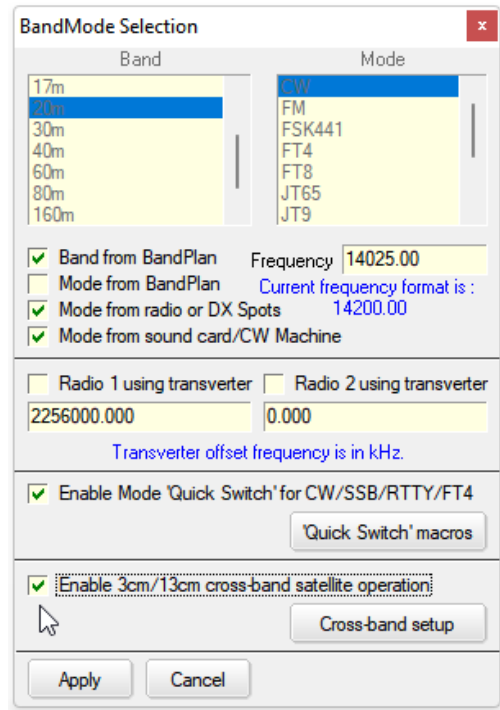 BandMode Selection
x
Band Mode
17m CW
20m FM
30m FSK441
40m FT4
60m FT8
80m JT65
160m JT9
Band from BandPlan Frequency 14025.00
Mode from BandPlan Current frequency format is :
Mode from radio or DX Spots 14200.00
Mode from sound card/CW Machine
Radio 1 using transverter Radio 2 using transverter
2256000.000 0.000
Transverter offset frequency is in kHz.
Enable Mode 'Quick Switch' for CW/SSB/RTTY/FT4
'Quick Switch' macros
Enable 3cm/13cm cross-band satellite operation
Cross-band setup
Apply Cancel